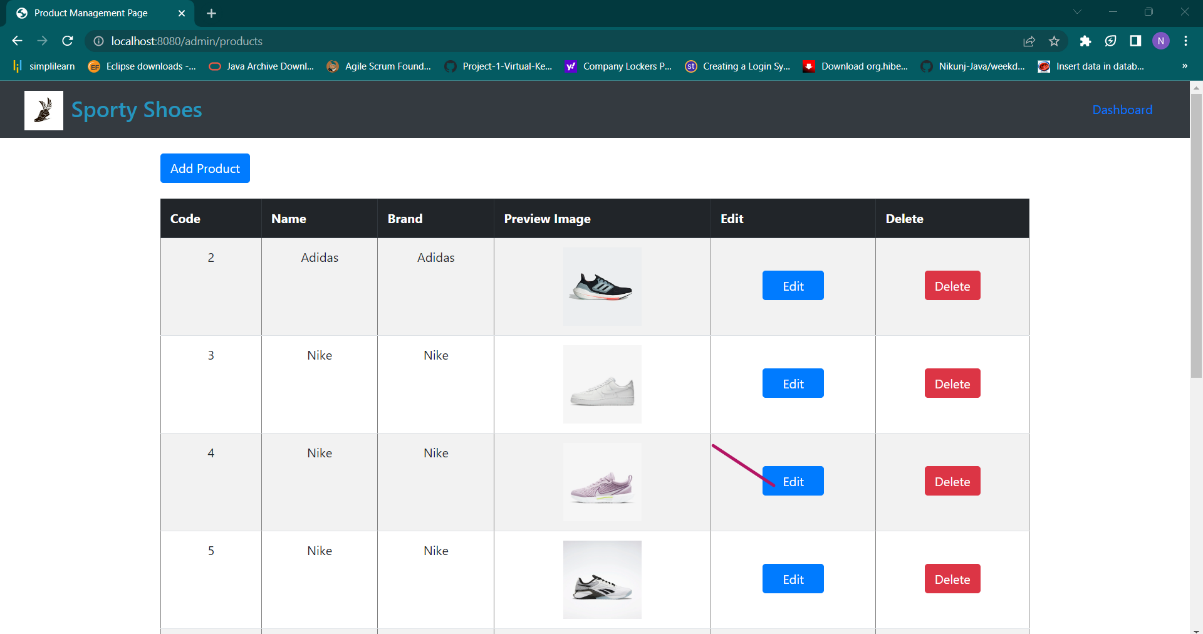 Product Management Page
localhost:8080/admin/products
N
simplilearn
Eclipse downloads -...
Java Archive Downl...
Agile Scrum Found...
Project-1-Virtual-Ke...
Company Lockers P...
Creating a Login Sy...
Download org.hibe...
Nikunj-Java/weekd...
Insert data in datab...
»
Sporty Shoes
Dashboard
Add Product
Code Name Brand Preview Image Edit Delete
2 Adidas Adidas Edit Delete
3 Nike Nike Edit Delete
4 Nike Nike Edit Delete
5 Nike Nike Edit Delete